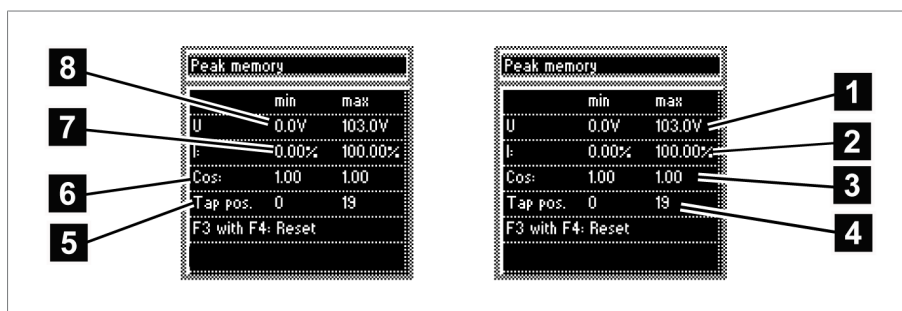 8
7
6
5
Peak memory
min max
U 0.0V 103.0V
I: 0.00% 100.00%
Cos: 1.00 1.00
Tap pos. 0 19
F3 with F4: Reset
Peak memory
min max
U 0.0V 103.0V
I: 0.00% 100.00%
Cos: 1.00 1.00
Tap pos. 0 19
F3 with F4: Reset
1
2
3
4